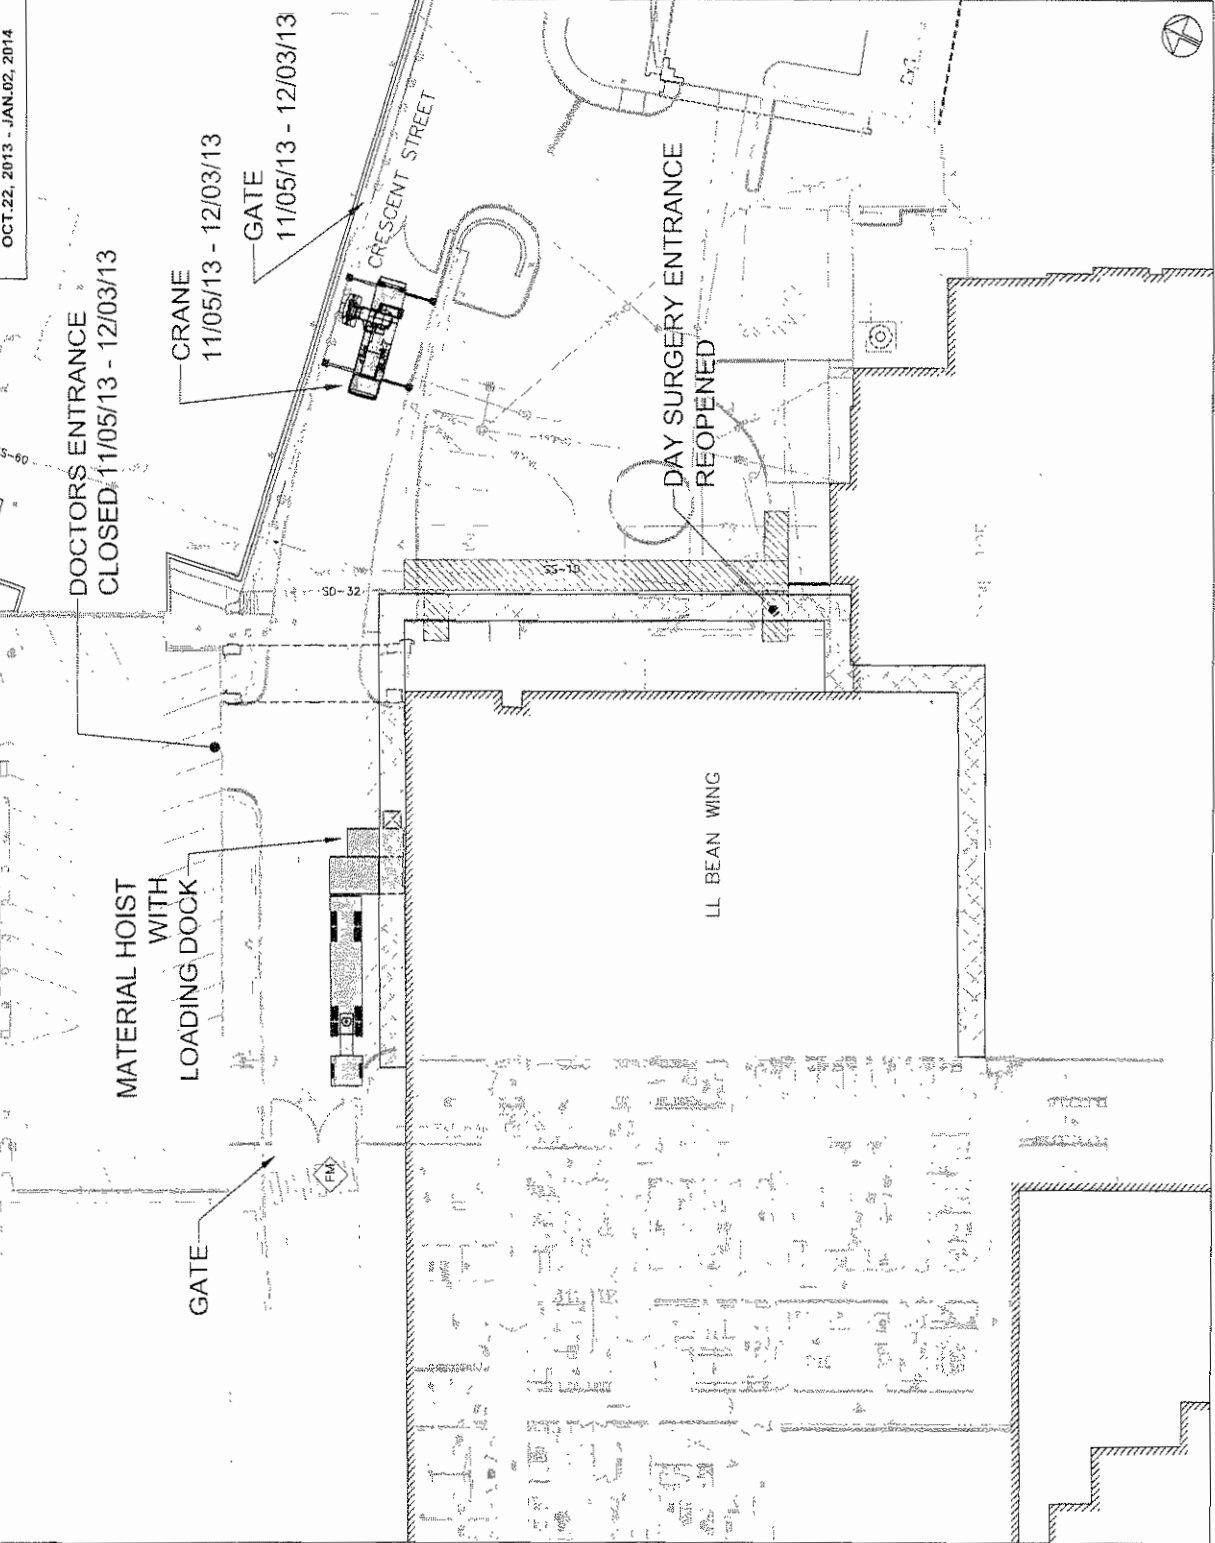 OCT.22, 2013 - JAN.02, 2014
DOCTORS ENTRANCE
CLOSED 11/05/13 - 12/03/13
CRANE
11/05/13 - 12/03/13
GATE
11/05/13 - 12/03/13
CRESCENT STREET
MATERIAL HOIST
WITH
LOADING DOCK
GATE
FM
SD-32
SS-19
DAY SURGERY ENTRANCE
REOPENED
LL BEAN WING